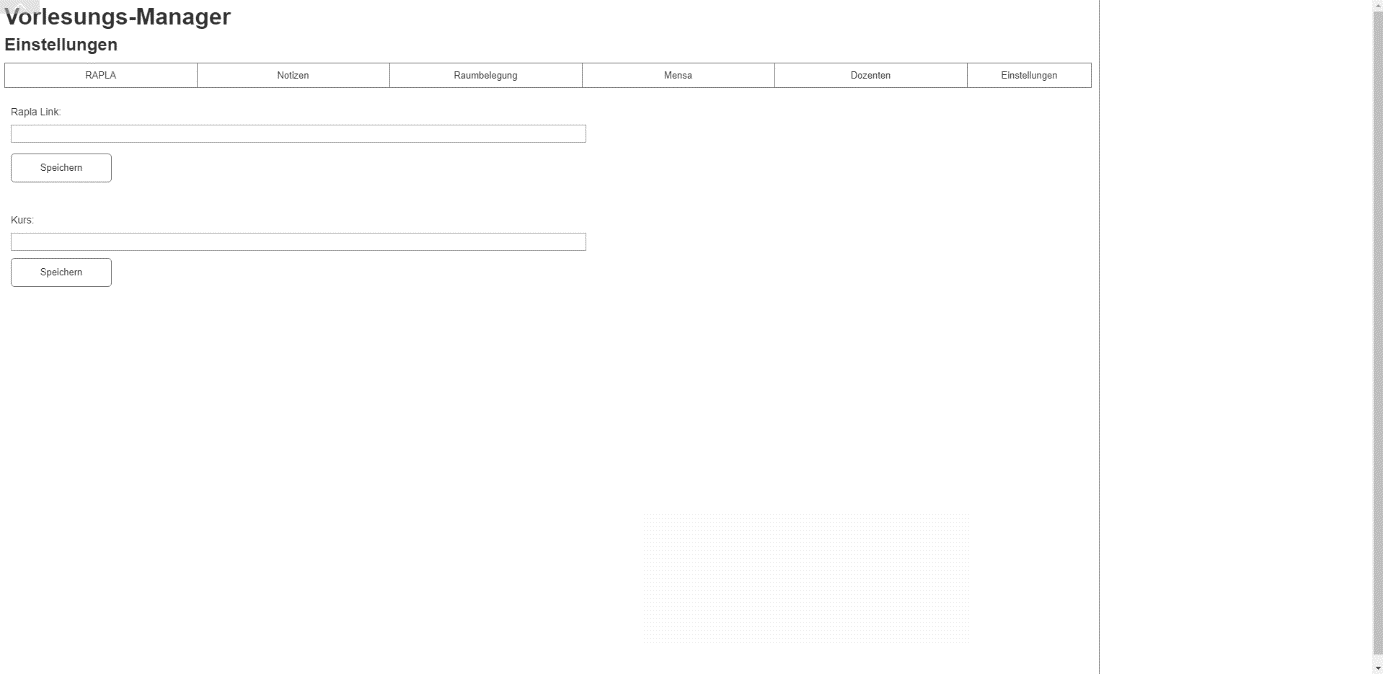 Vorlesungs-Manager
Einstellungen
RAPLA Notizen Raumbelegung Mensa Dozenten Einstellungen
Rapla Link:
Speichern
Kurs:
Speichern